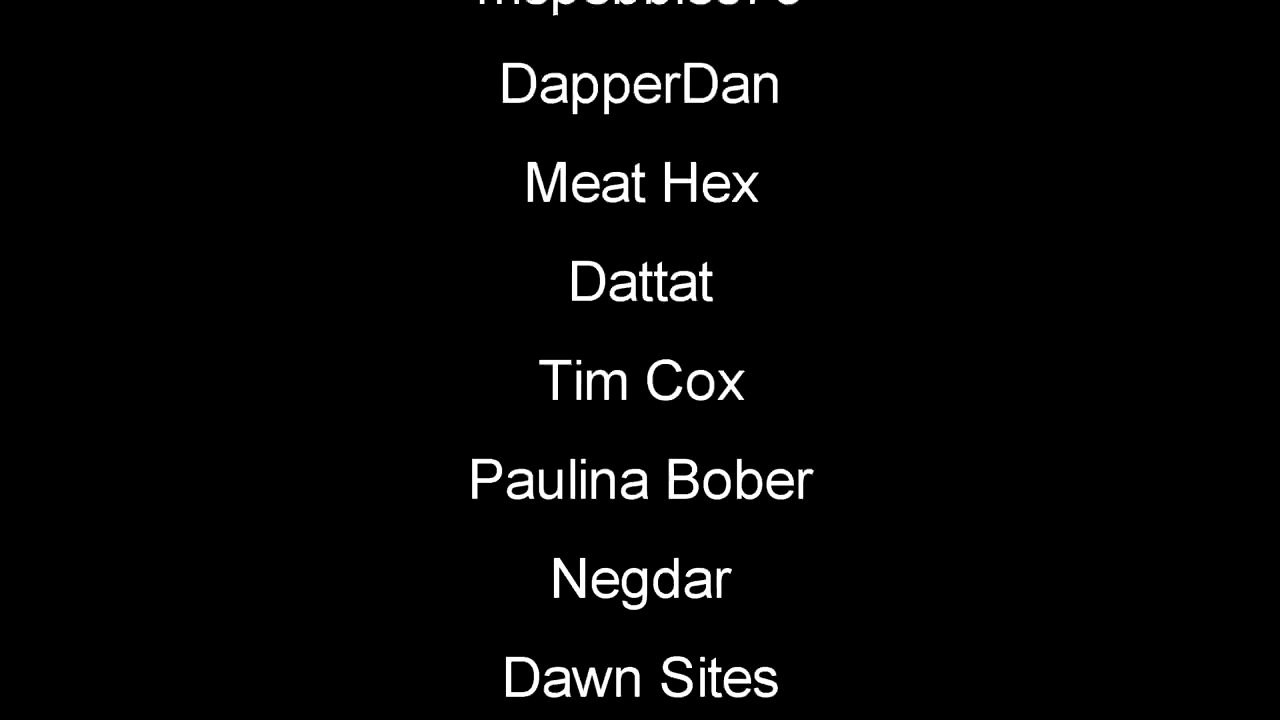 DapperDan
Meat Hex
Dattat
Tim Cox
Paulina Bober
Negdar
Dawn Sites